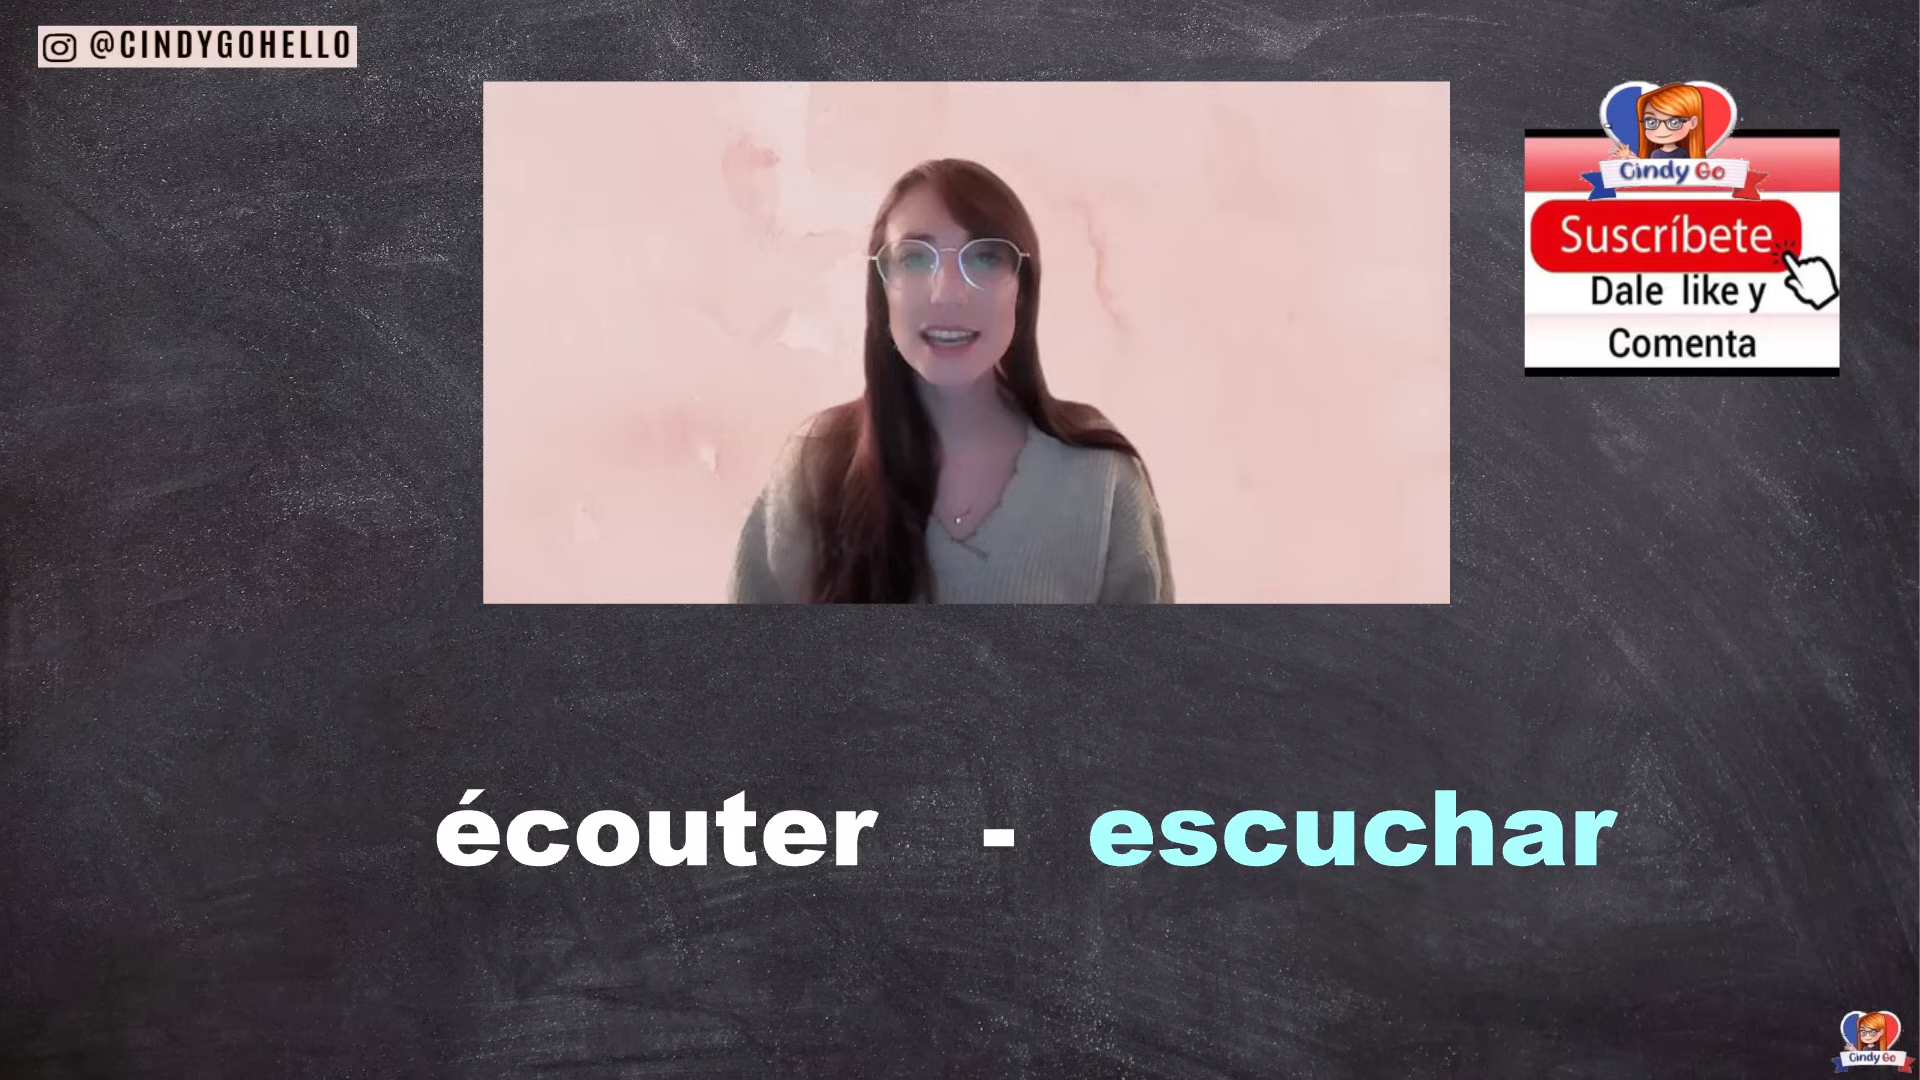 @CINDYGOHELLO
Cindy Go
Suscríbete
Dale like y
Comenta
écouter - escuchar
Cindy Go